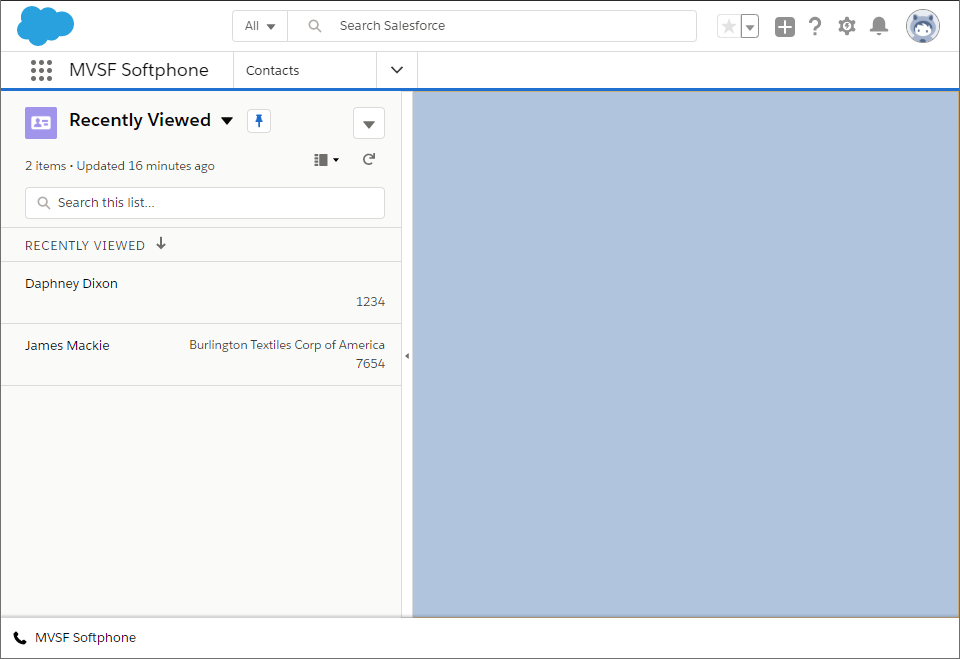 All
Search Salesforce
MVSF Softphone
Contacts
Recently Viewed
2 items • Updated 16 minutes ago
Search this list...
RECENTLY VIEWED
Daphney Dixon
1234
James Mackie
Burlington Textiles Corp of America
7654
MVSF Softphone